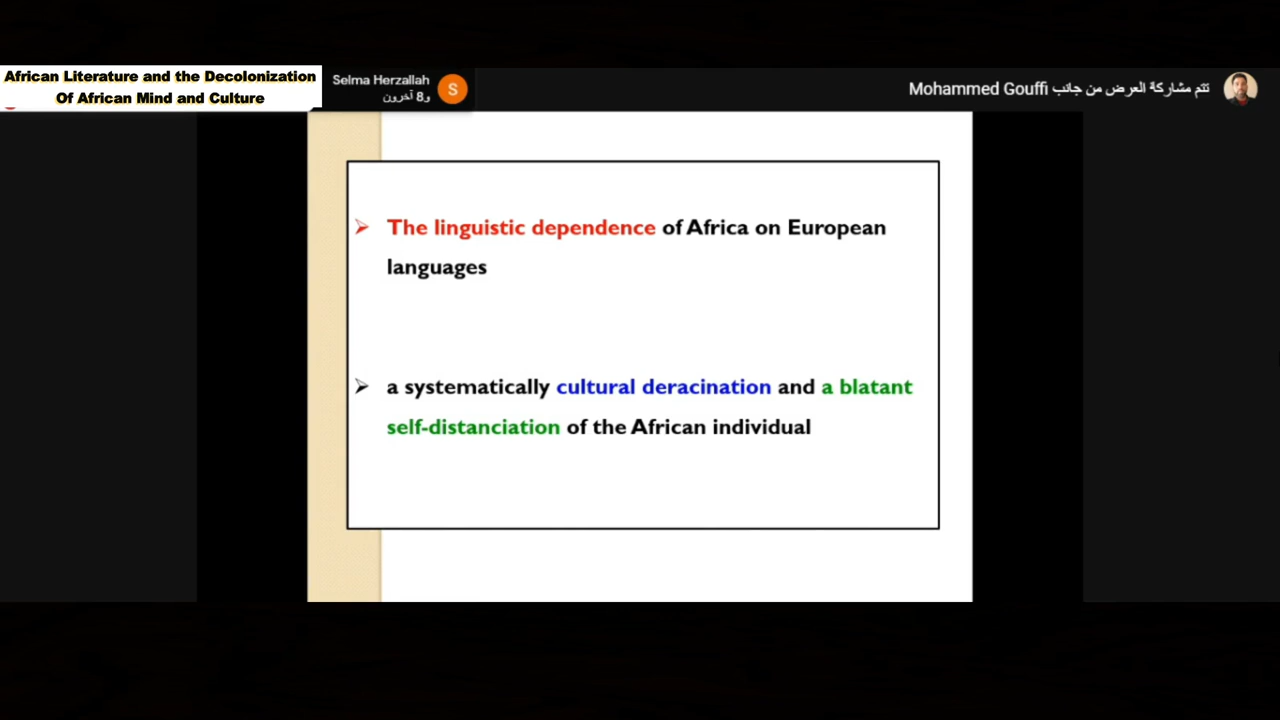 African Literature and the Decolonization
Of African Mind and Culture
Selma Herzallah
و8 آخرون
S
تتم مشاركة العرض من جانب Mohammed Gouffi
➢ The linguistic dependence of Africa on European
languages
➢ a systematically cultural deracination and a blatant
self-distanciation of the African individual